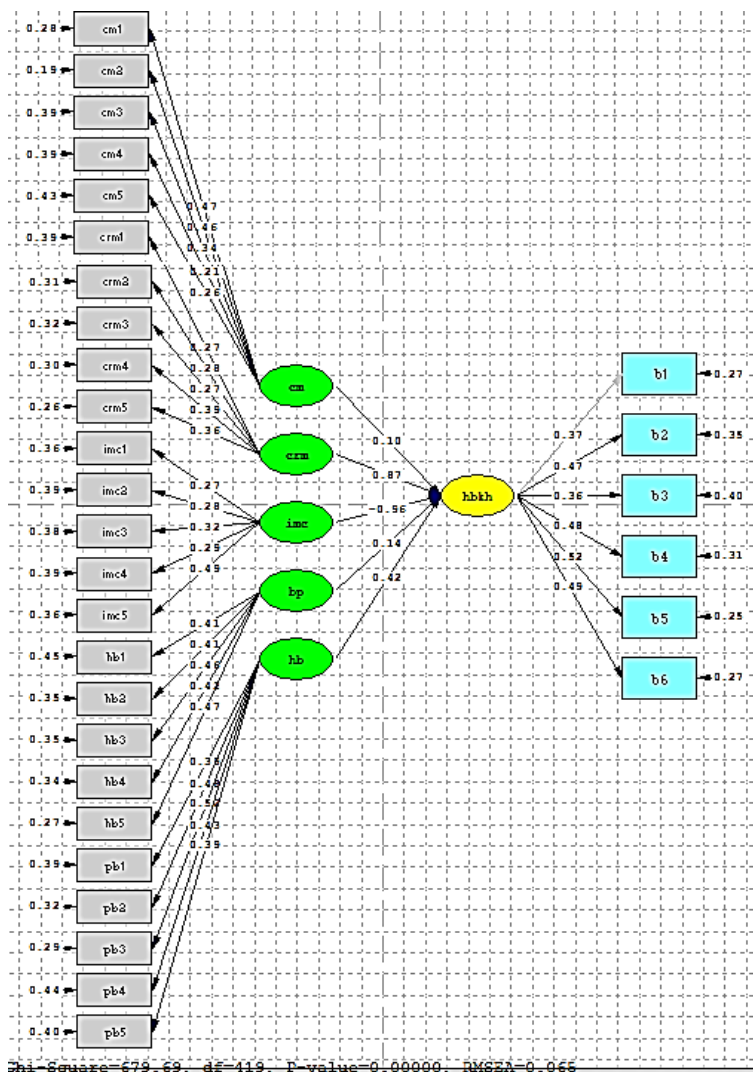 0.28 cm1
0.19 cm2
0.39 cm3
0.39 cm4
0.43 cm5
0.39 crm1
0.31 crm2
0.32 crm3
0.30 crm4
0.26 crm5
0.36 imc1
0.39 imc2
0.38 imc3
0.39 imc4
0.36 imc5
0.45 hb1
0.35 hb2
0.35 hb3
0.34 hb4
0.27 hb5
0.39 pb1
0.32 pb2
0.29 pb3
0.44 pb4
0.40 pb5
0.47
0.46
0.34
0.21
0.26
0.27
0.28
0.27
0.39
0.36
0.27
0.28
0.32
0.29
0.49
0.41
0.41
0.46
0.42
0.47
0.43
0.39
cm
crm
imc
bp
hb
0.10
0.87
-0.96
0.14
0.42
hbkh
0.37
0.47
0.36
0.48
0.52
0.49
b1 0.27
b2 0.35
b3 0.40
b4 0.31
b5 0.25
b6 0.27
Chi-Square=679.69, df=419, P-value=0.00000, RMSEA=0.066